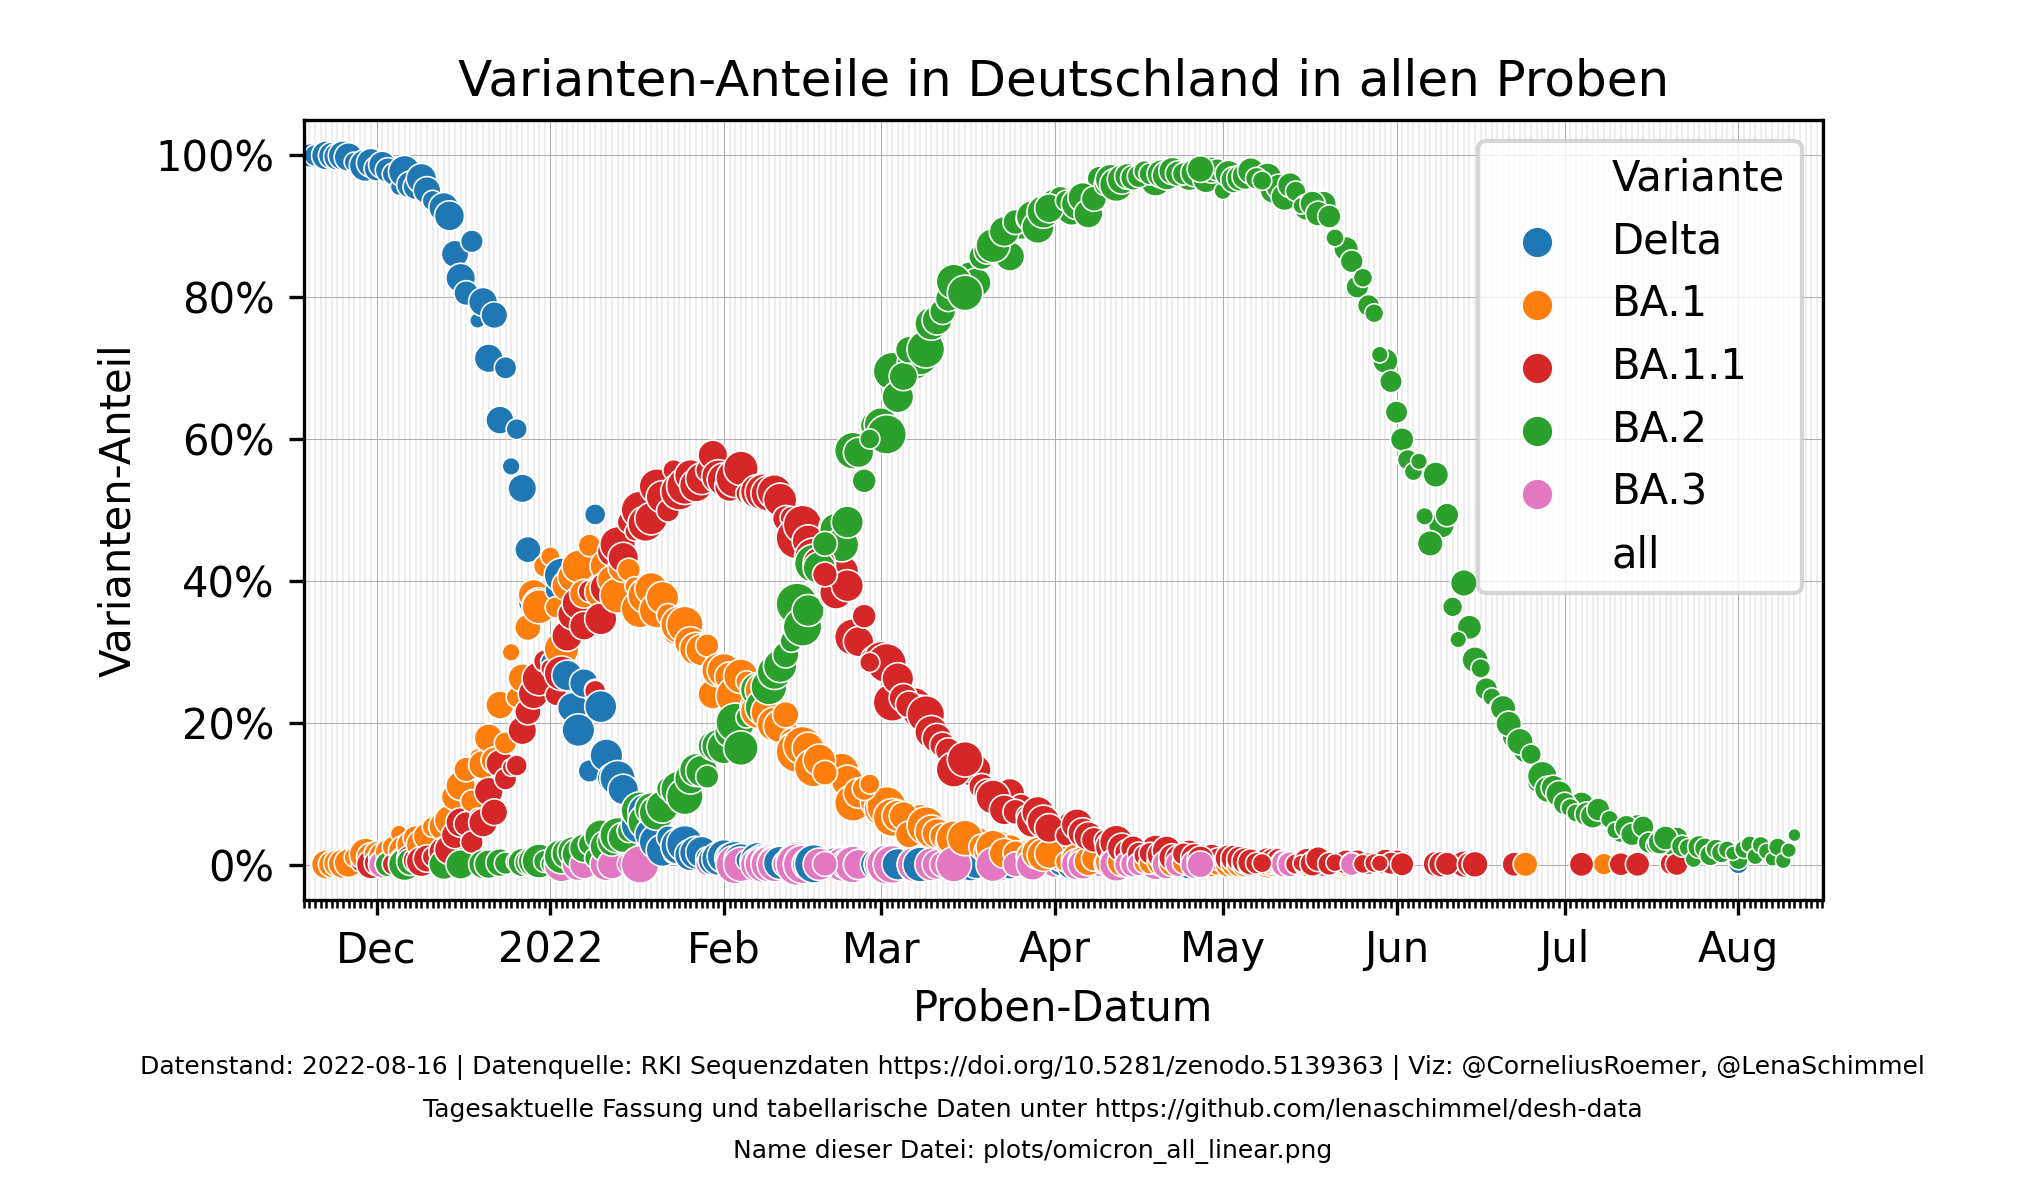 Varianten-Anteile in Deutschland in allen Proben
100%
80%
60%
40%
20%
0%
Varianten-Anteil
Variante
Delta
BA.1
BA.1.1
BA.2
BA.3
all
Dec 2022 Feb Mar Apr May Jun Jul Aug
Proben-Datum
Datenstand: 2022-08-16 | Datenquelle: RKI Sequenzdaten https://doi.org/10.5281/zenodo.5139363 | Viz: @CorneliusRoemer, @LenaSchimmel
Tagesaktuelle Fassung und tabellarische Daten unter https://github.com/lenaschimmel/desh-data
Name dieser Datei: plots/omicron_all_linear.png